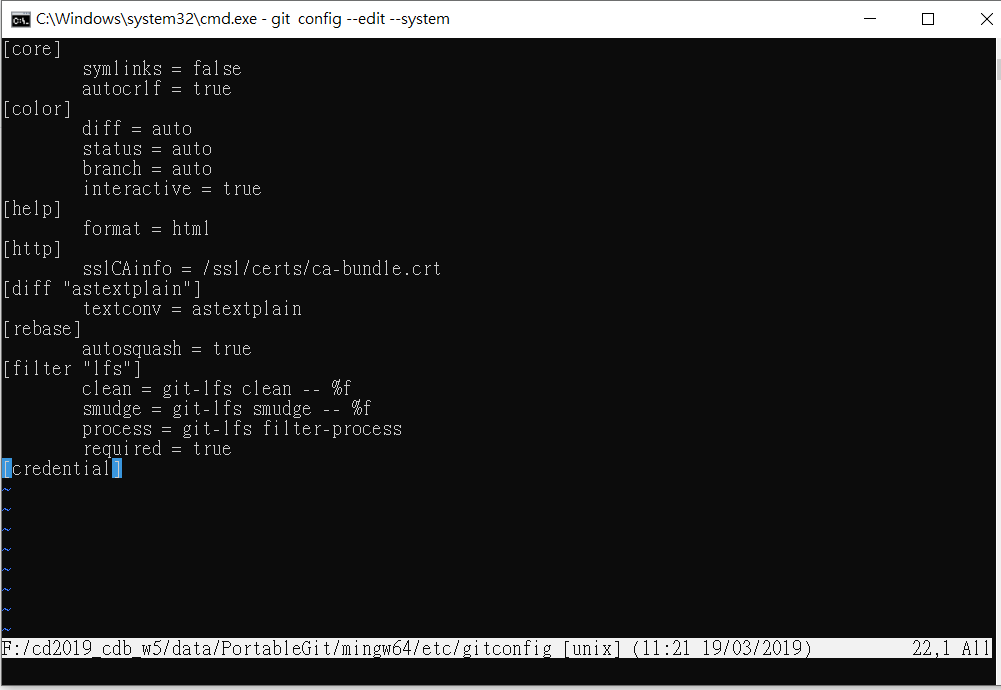 C:\Windows\system32\cmd.exe - git  config --edit --system
[core]
        symlinks = false
        autocrlf = true
[color]
        diff = auto
        status = auto
        branch = auto
        interactive = true
[help]
        format = html
[http]
        sslCAinfo = /ssl/certs/ca-bundle.crt
[diff "astextplain"]
        textconv = astextplain
[rebase]
        autosquash = true
[filter "lfs"]
        clean = git-lfs clean -- %f
        smudge = git-lfs smudge -- %f
        process = git-lfs filter-process
        required = true
[credential]
~
~
~
~
~
~
~
~
F:/cd2019_cdb_w5/data/PortableGit/mingw64/etc/gitconfig [unix] (11:21 19/03/2019) 22,1 All